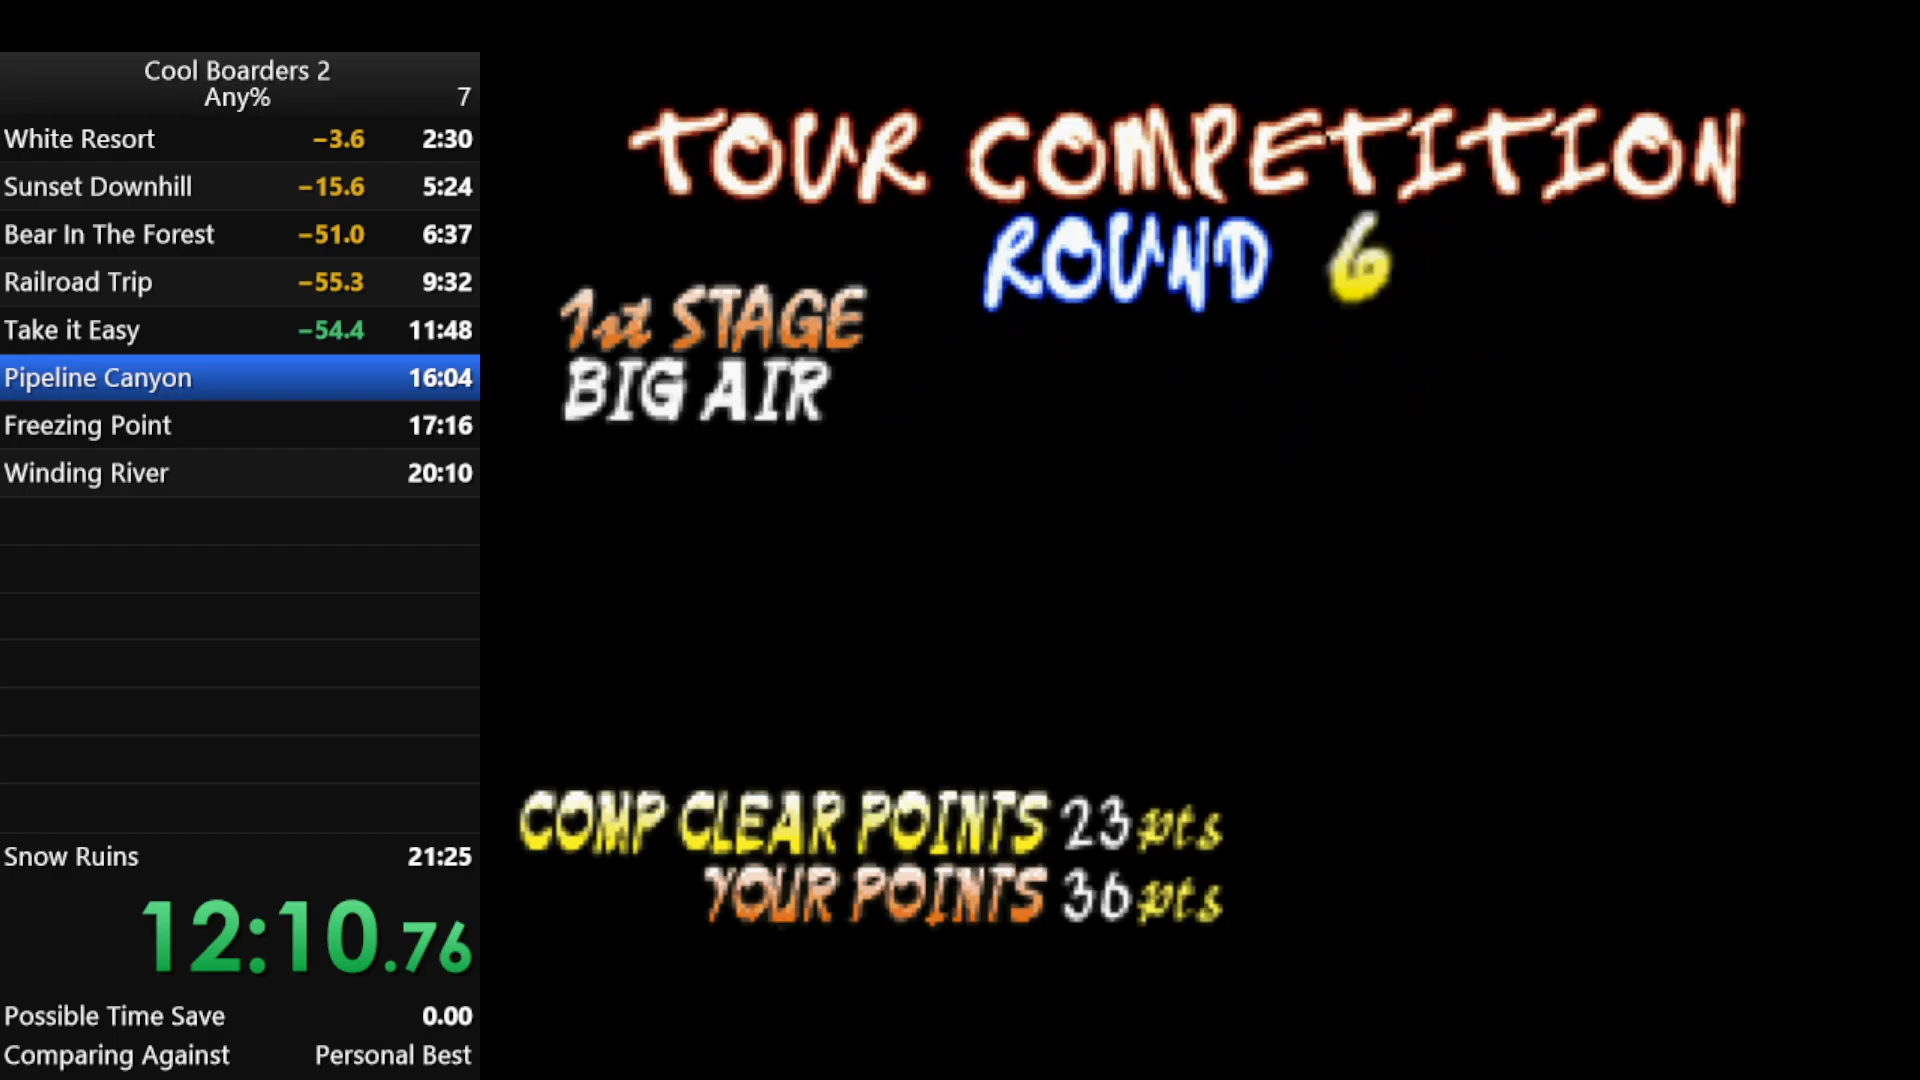 Cool Boarders 2
Any% 7
White Resort −3.6 2:30
Sunset Downhill −15.6 5:24
Bear In The Forest −51.0 6:37
Railroad Trip −55.3 9:32
Take it Easy −54.4 11:48
Pipeline Canyon 16:04
Freezing Point 17:16
Winding River 20:10
Snow Ruins 21:25
12:10.76
Possible Time Save 0.00
Comparing Against Personal Best
TOUR COMPETITION
ROUND 6
1st STAGE
BIG AIR
COMP CLEAR POINTS 23pts
YOUR POINTS 36pts